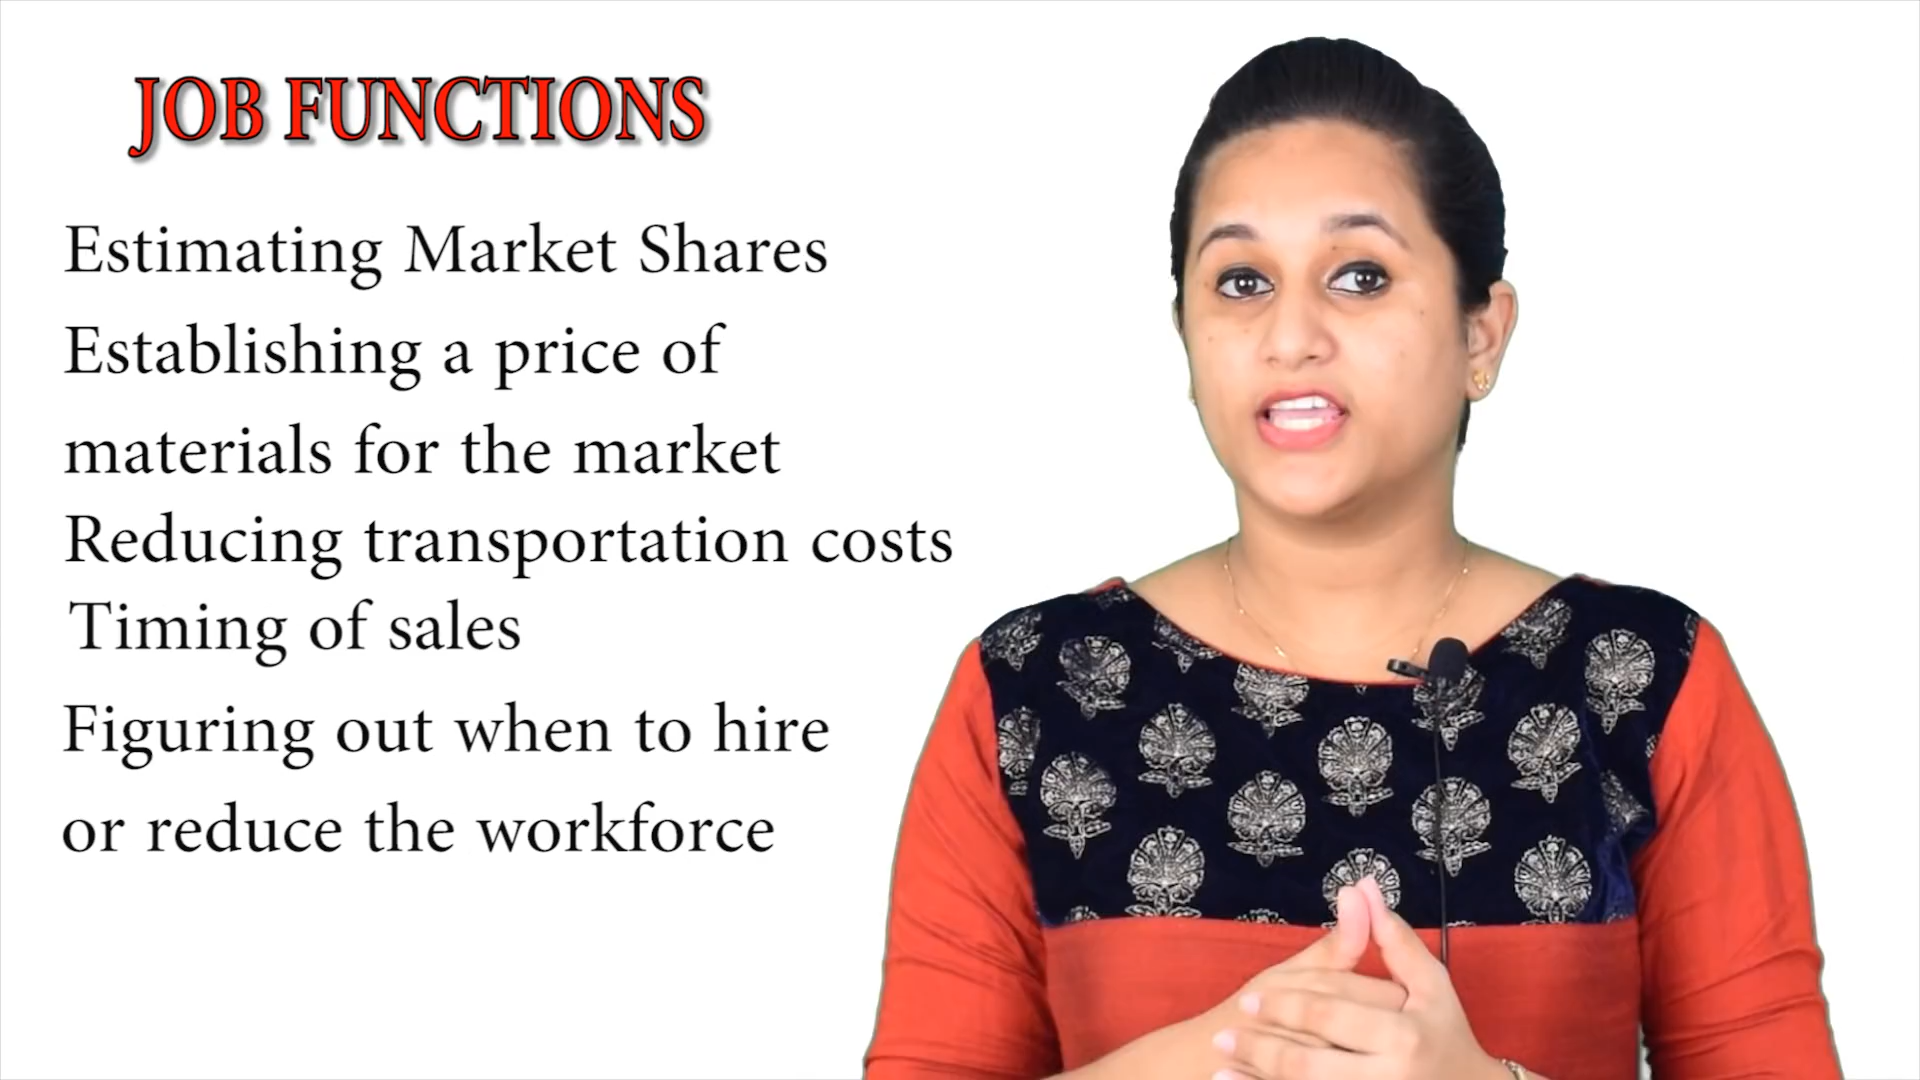 JOB FUNCTIONS
Estimating Market Shares
Establishing a price of
materials for the market
Reducing transportation costs
Timing of sales
Figuring out when to hire
or reduce the workforce